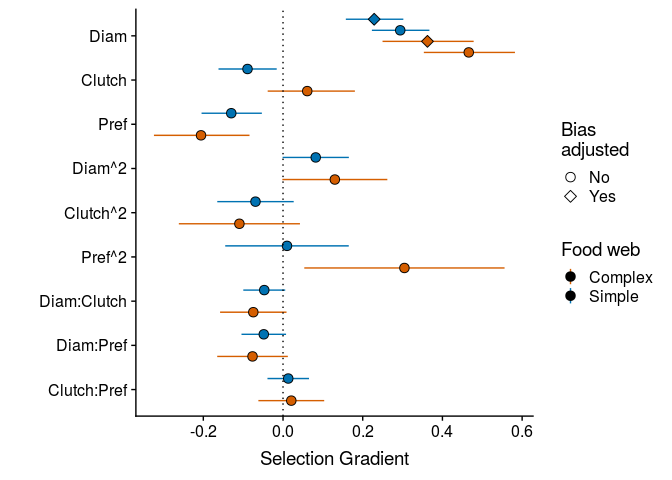 Diam
Clutch
Pref
Diam^2
Clutch^2
Pref^2
Diam:Clutch
Diam:Pref
Clutch:Pref
-0.2 0.0 0.2 0.4 0.6
Selection Gradient
Bias
adjusted
No
Yes
Food web
Complex
Simple